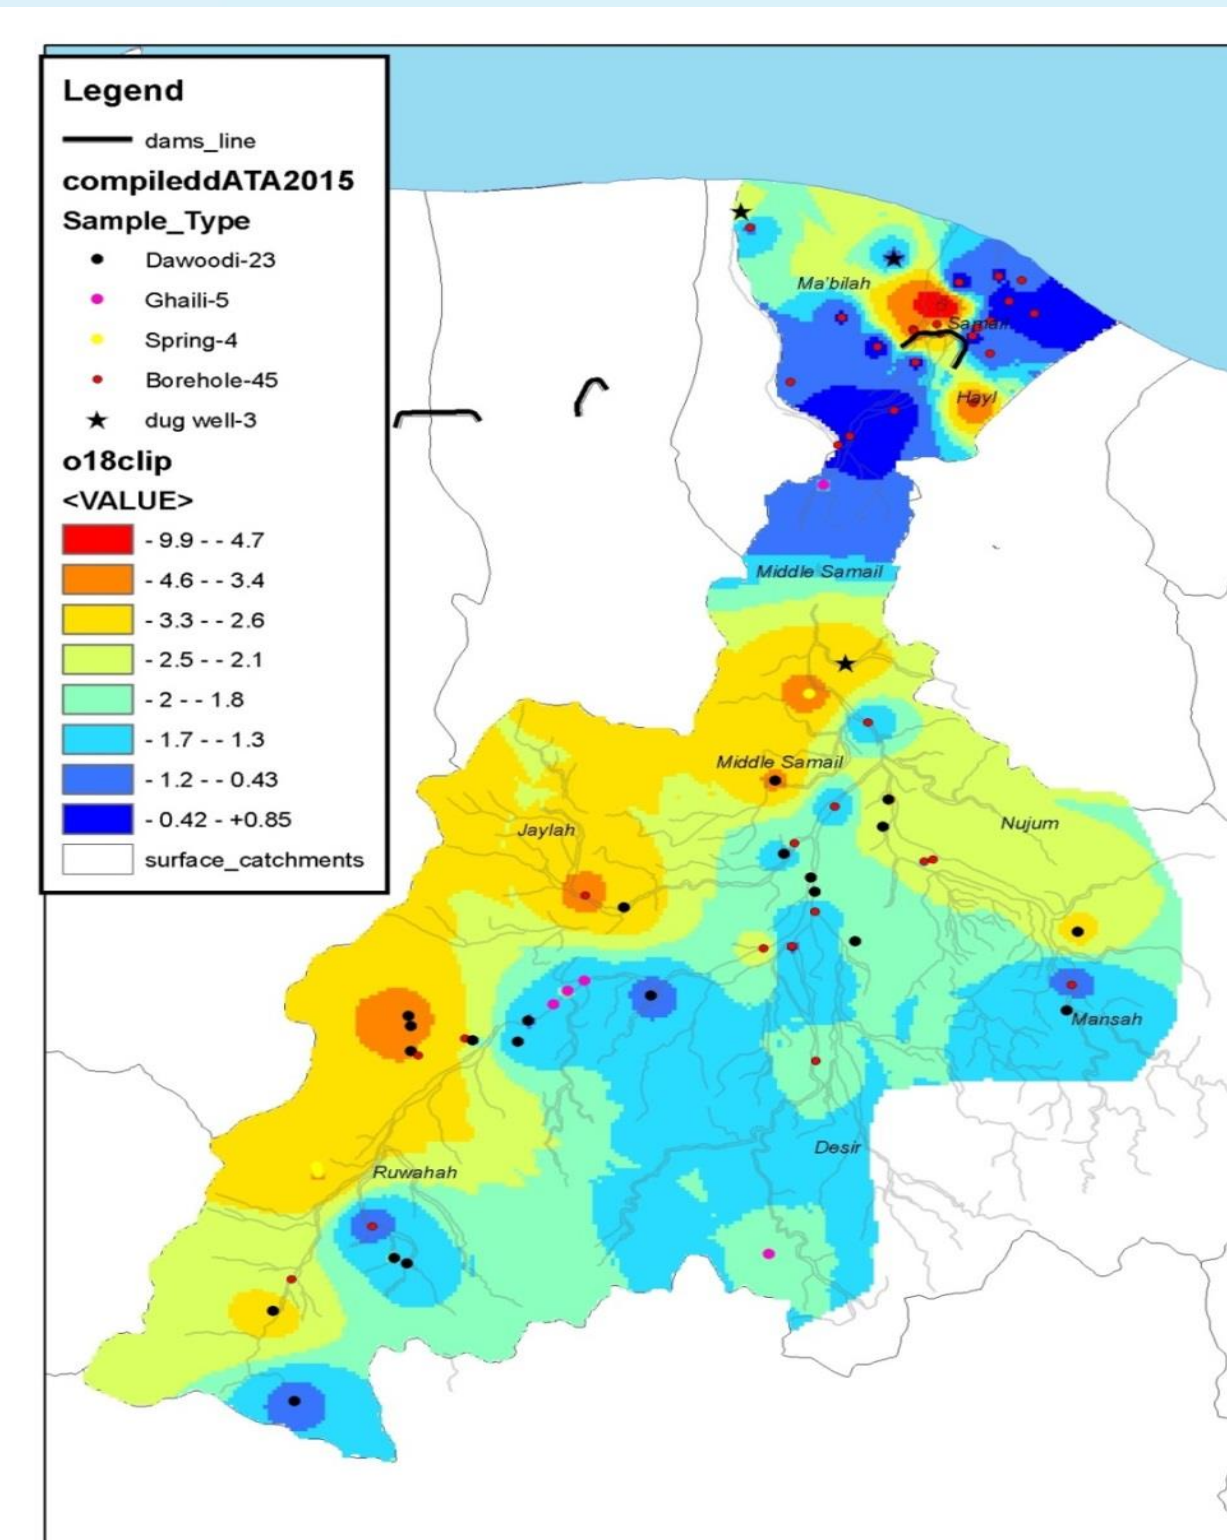 Legend
dams_line
compileddATA2015
Sample_Type
Dawoodi-23
Ghaili-5
Spring-4
Borehole-45
dug well-3
o18clip
<VALUE>
- 9.9 - - 4.7
- 4.6 - - 3.4
- 3.3 - - 2.6
- 2.5 - - 2.1
- 2 - - 1.8
- 1.7 - - 1.3
- 1.2 - - 0.43
- 0.42 - +0.85
surface_catchments
Ma'bilah
Samail
Hayl
Middle Samail
Middle Samail
Jaylah
Nujum
Mansah
Desir
Ruwahah